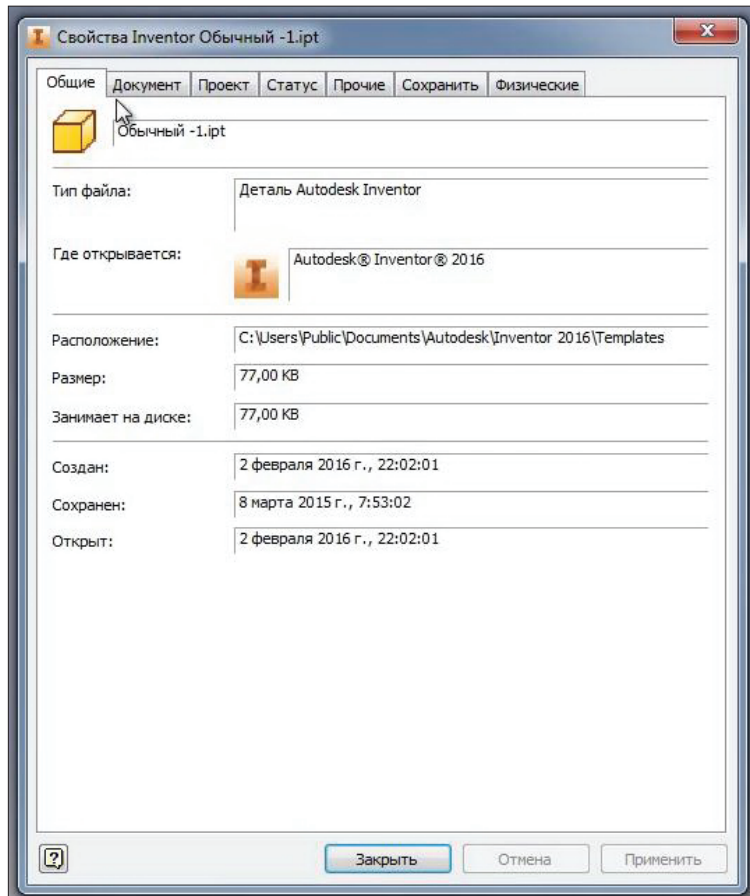 Свойства Inventor Обычный -1.ipt
Общие Документ Проект Статус Прочие Сохранить Физические
Обычный -1.ipt
Тип файла: Деталь Autodesk Inventor
Где открывается: Autodesk® Inventor® 2016
Расположение: C:\Users\Public\Documents\Autodesk\Inventor 2016\Templates
Размер: 77,00 KB
Занимает на диске: 77,00 KB
Создан: 2 февраля 2016 г., 22:02:01
Сохранен: 8 марта 2015 г., 7:53:02
Открыт: 2 февраля 2016 г., 22:02:01
Закрыть Отмена Применить